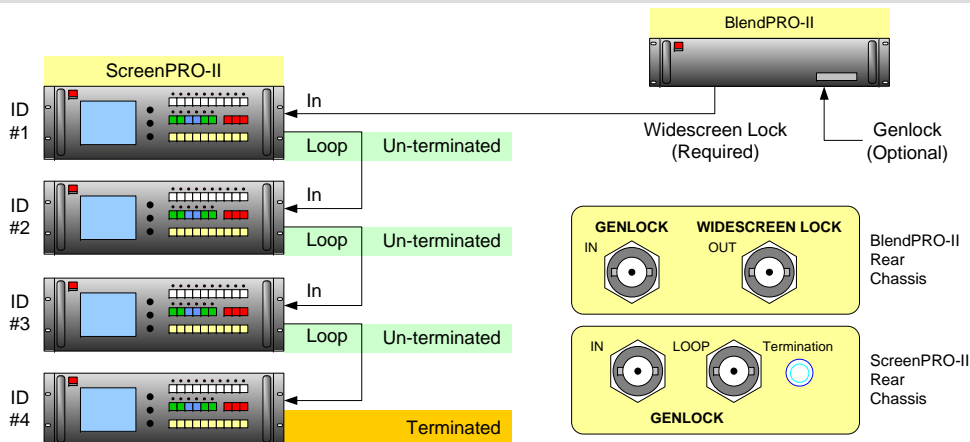 BlendPRO-II
ScreenPRO-II
ID
#1
In
Loop
Un-terminated
Widescreen Lock
(Required)
Genlock
(Optional)
ID
#2
In
Loop
Un-terminated
ID
#3
In
Loop
Un-terminated
ID
#4
Terminated
GENLOCK
WIDESCREEN LOCK
IN
OUT
BlendPRO-II
Rear
Chassis
IN
LOOP
Termination
GENLOCK
ScreenPRO-II
Rear
Chassis